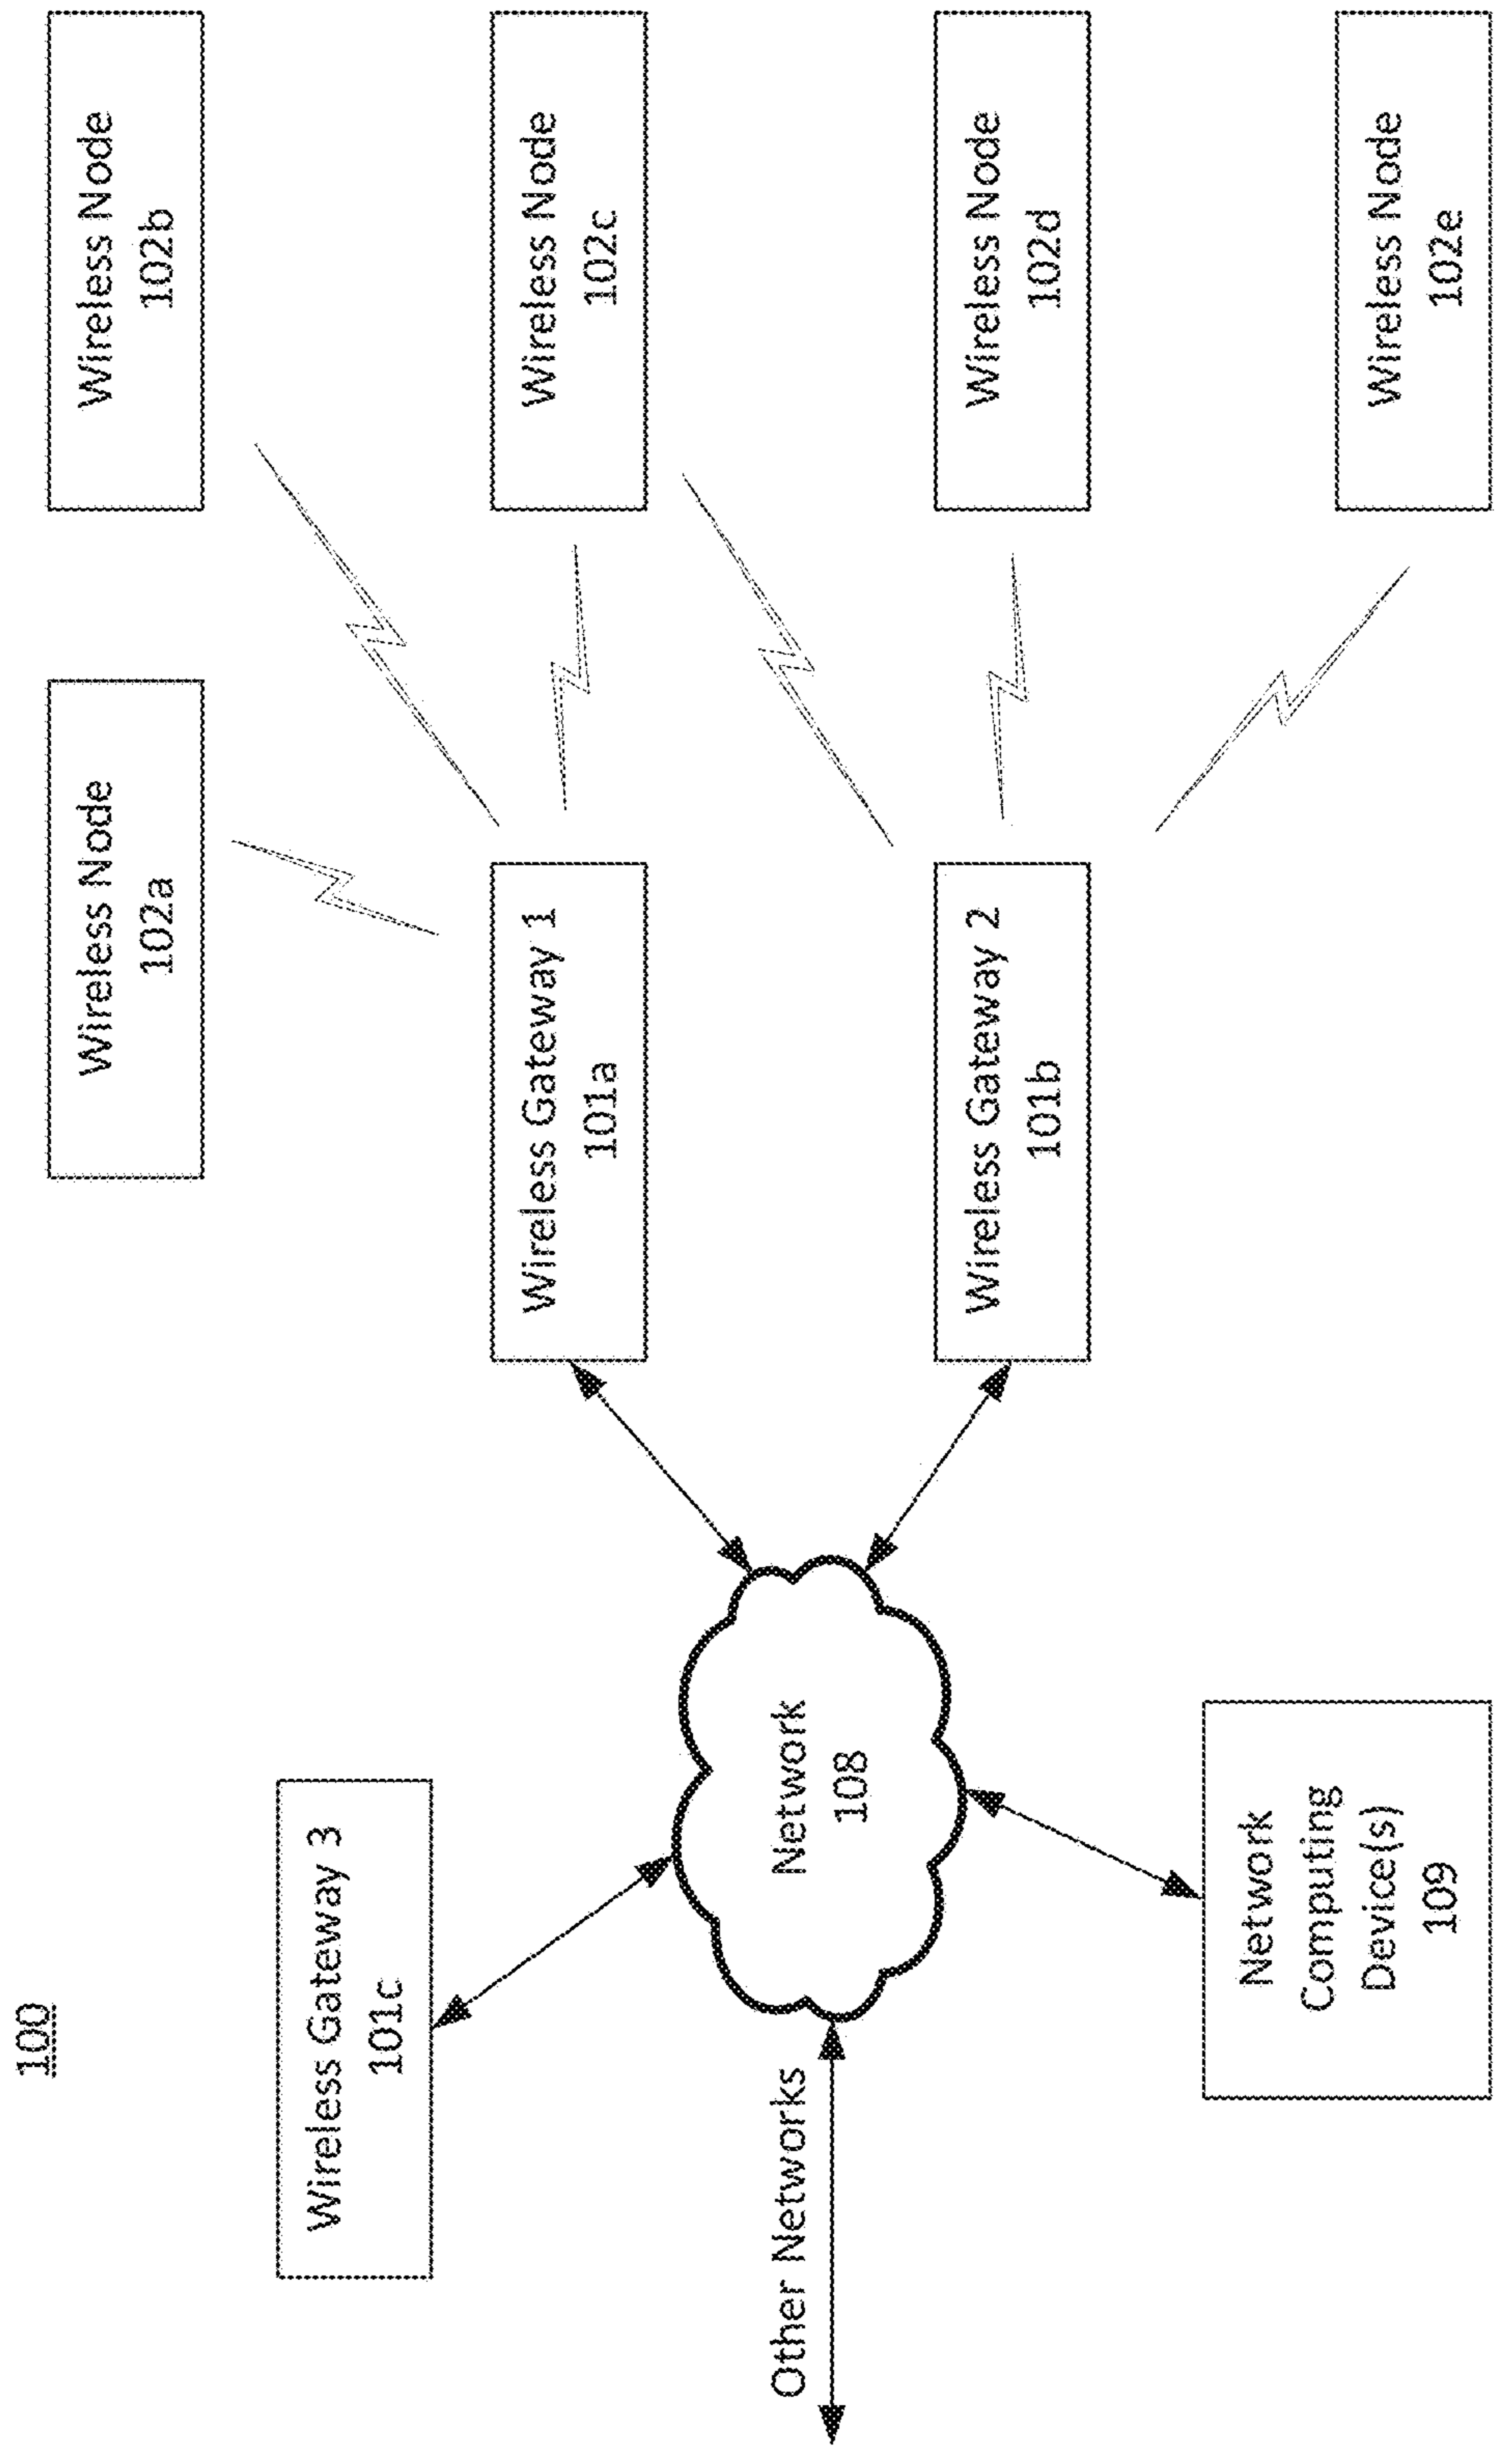 100
Wireless Gateway 3
101c
Other Networks
Network
108
Network
Computing
Device(s)
109
Wireless Node
102a
Wireless Gateway 1
101a
Wireless Gateway 2
101b
Wireless Node
102b
Wireless Node
102c
Wireless Node
102d
Wireless Node
102e